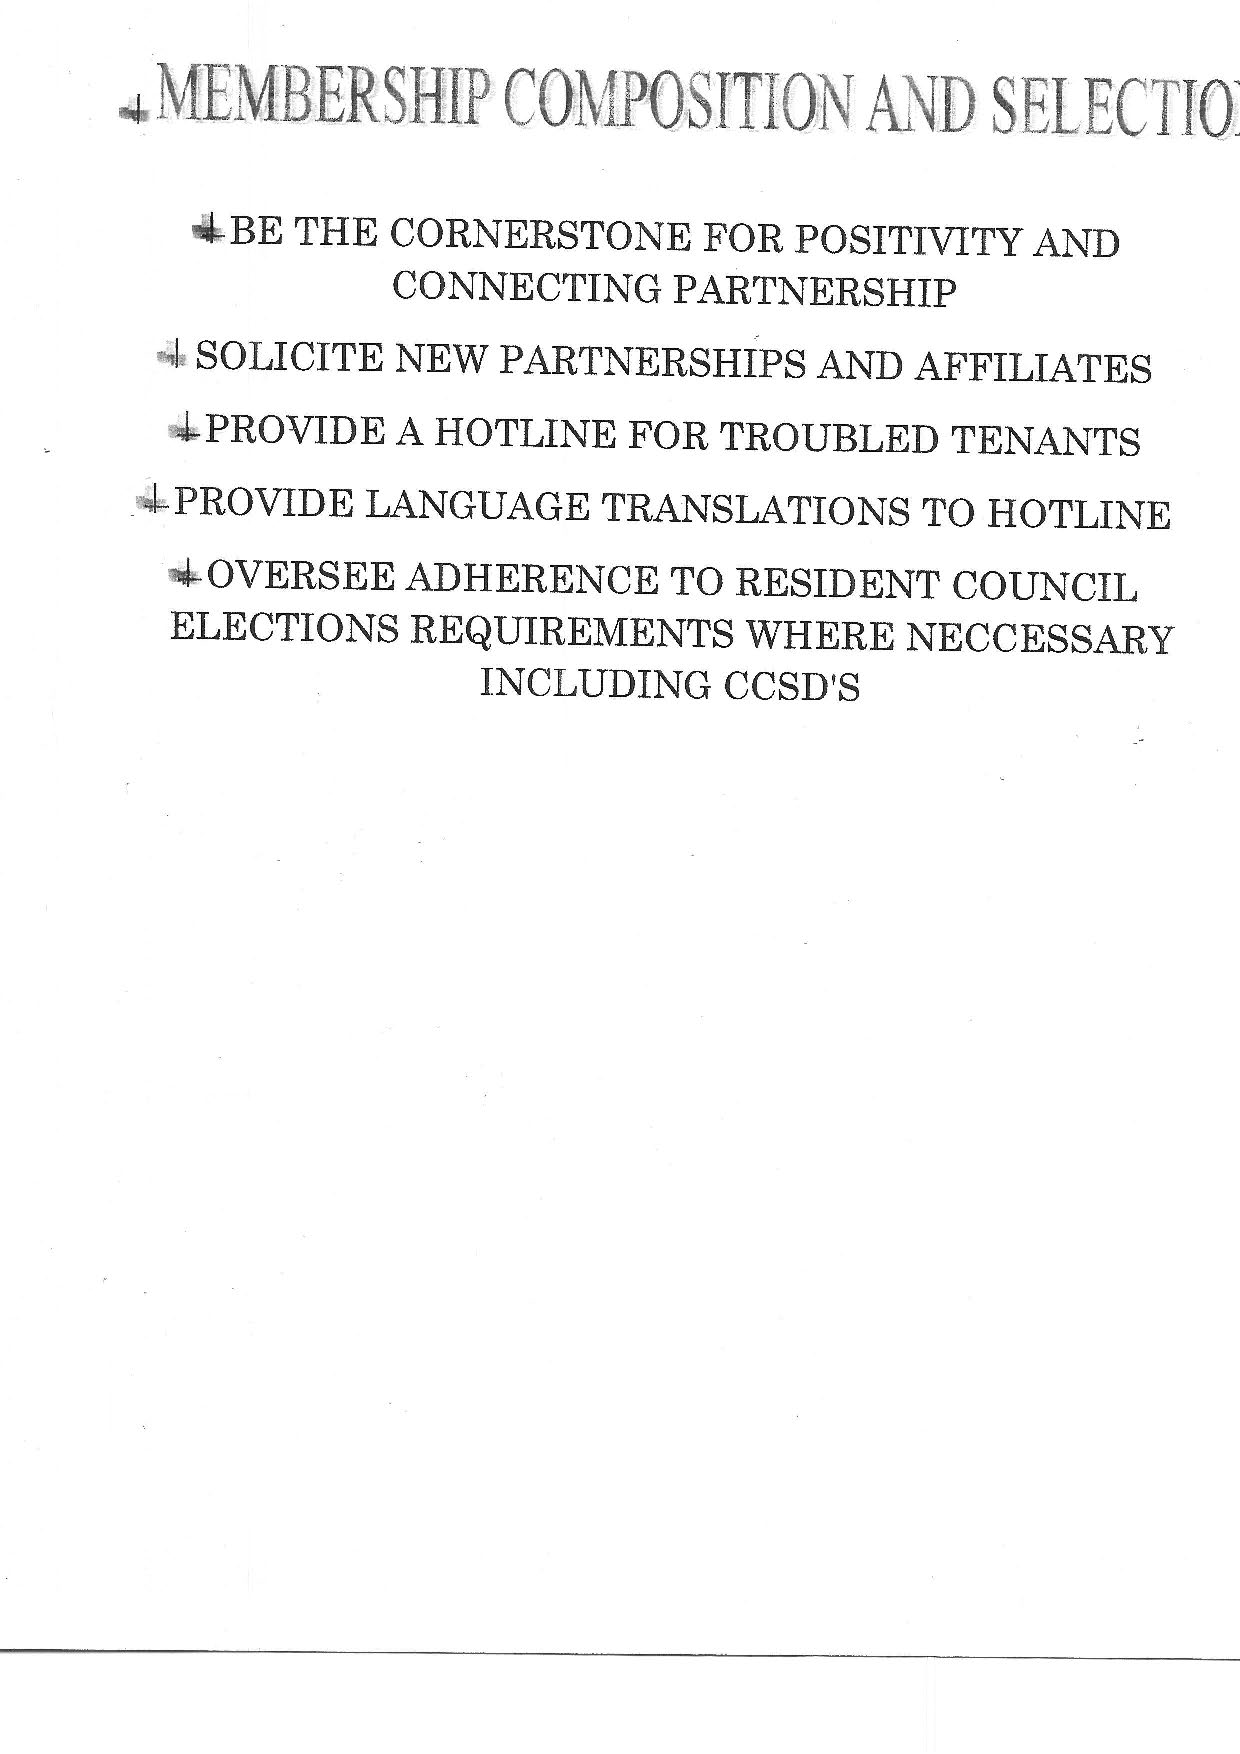 MEMBERSHIP COMPOSITION AND SELECTIO
BE THE CORNERSTONE FOR POSITIVITY AND
CONNECTING PARTNERSHIP
SOLICITE NEW PARTNERSHIPS AND AFFILIATES
PROVIDE A HOTLINE FOR TROUBLED TENANTS
PROVIDE LANGUAGE TRANSLATIONS TO HOTLINE
OVERSEE ADHERENCE TO RESIDENT COUNCIL
ELECTIONS REQUIREMENTS WHERE NECCESSARY
INCLUDING CCSD'S